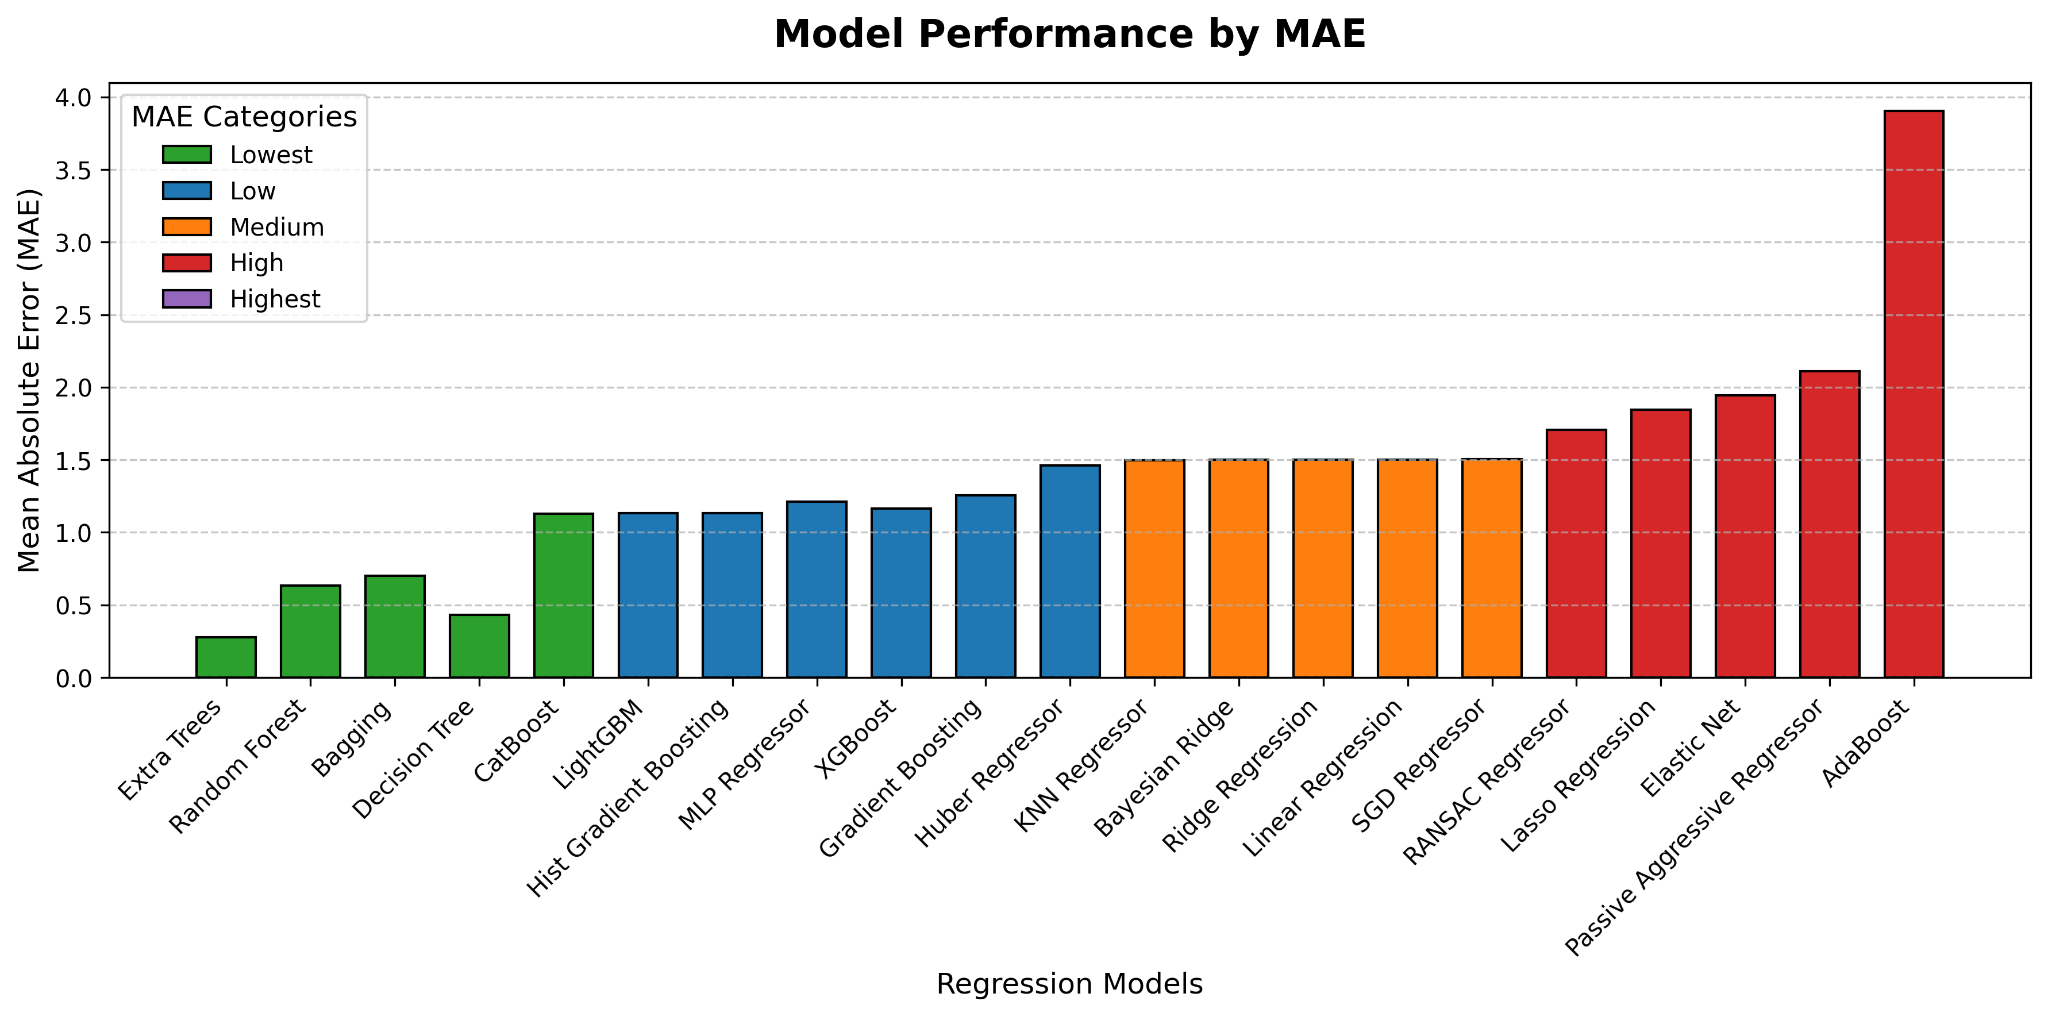 Model Performance by MAE
Mean Absolute Error (MAE)
4.0
3.5
3.0
2.5
2.0
1.5
1.0
0.5
0.0
MAE Categories
Lowest
Low
Medium
High
Highest
Extra Trees
Random Forest
Bagging
Decision Tree
CatBoost
LightGBM
Hist Gradient Boosting
MLP Regressor
XGBoost
Gradient Boosting
Huber Regressor
KNN Regressor
Bayesian Ridge
Ridge Regression
Linear Regression
SGD Regressor
RANSAC Regressor
Lasso Regression
Elastic Net
Passive Aggressive Regressor
AdaBoost
Regression Models